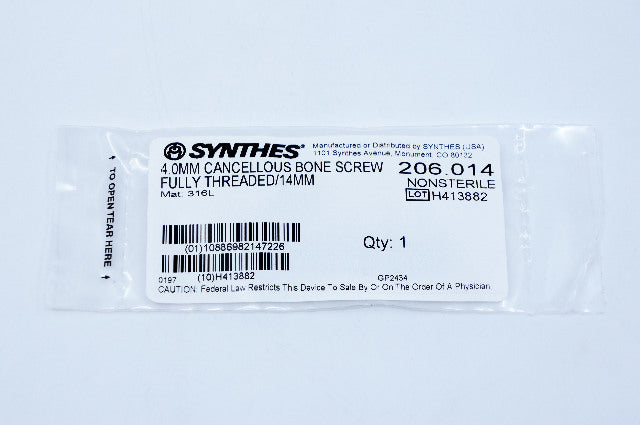 SYNTHES® Manufactured or Distributed by SYNTHES (USA)
1101 Synthes Avenue, Monument, CO 80132
4.0MM CANCELLOUS BONE SCREW 206.014
FULLY THREADED/14MM NONSTERILE
Mat: 316L LOT H413882
(01)10886982147226
Qty: 1
(10)H413882
0197 GP2434
CAUTION: Federal Law Restricts This Device To Sale By Or On The Order Of A Physician.
↑ TO OPEN TEAR HERE ↑